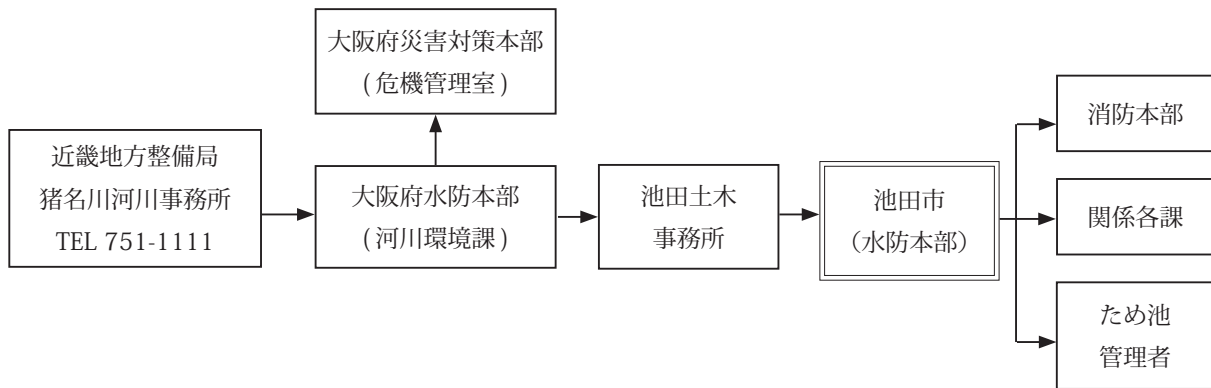 大阪府災害対策本部
(危機管理室)
近畿地方整備局
猪名川河川事務所
TEL 751-1111
大阪府水防本部
(河川環境課)
池田土木
事務所
池田市
（水防本部）
消防本部
関係各課
ため池
管理者